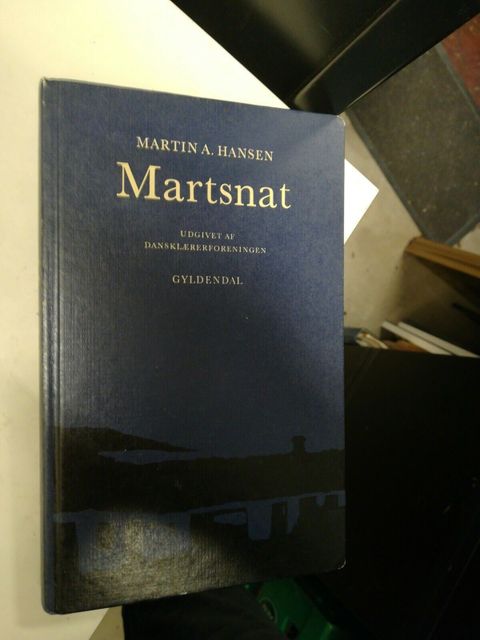 MARTIN A. HANSEN
Martsnat
UDGIVET AF
DANSKLÆRERFORENINGEN
GYLDENDAL